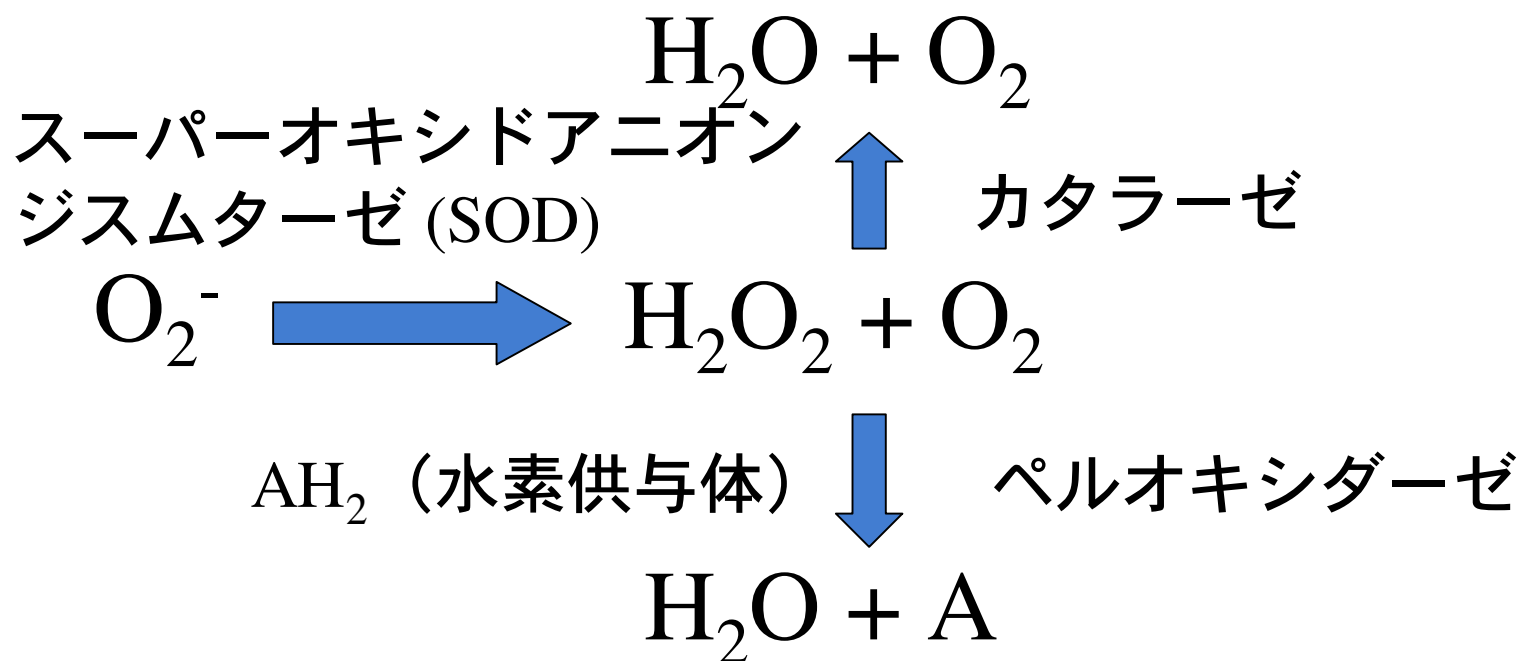 H₂O + O₂
スーパーオキシドアニオン
ジスムターゼ (SOD)
カタラーゼ
O₂⁻
H₂O₂ + O₂
AH₂（水素供与体）
ペルオキシダーゼ
H₂O + A